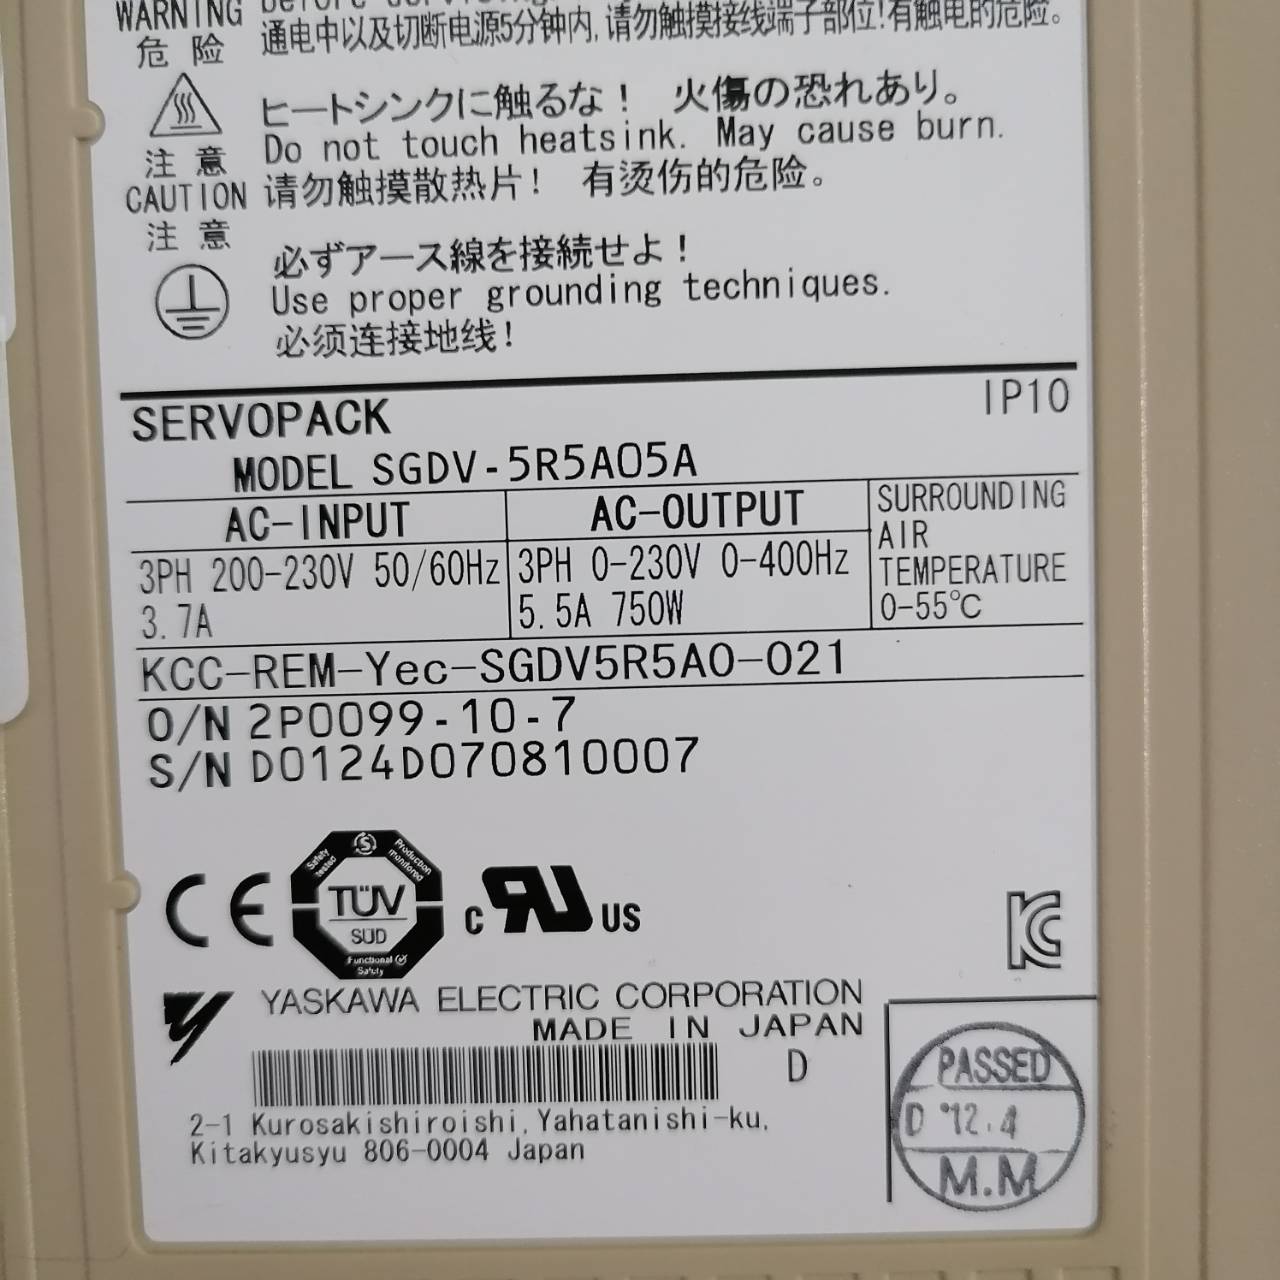 WARNING
危 险
通电中以及切断电源5分钟内,请勿触摸接线端子部位!有触电的危险。
注 意
CAUTION
注 意
ヒートシンクに触るな! 火傷の恐れあり。
Do not touch heatsink. May cause burn.
请勿触摸散热片! 有烫伤的危险。
必ずアース線を接続せよ!
Use proper grounding techniques.
必须连接地线!
SERVOPACK
IP10
MODEL SGDV-5R5A05A
AC-INPUT
3PH 200-230V 50/60Hz
3.7A
AC-OUTPUT
3PH 0-230V 0-400Hz
5.5A 750W
SURROUNDING
AIR
TEMPERATURE
0-55℃
KCC-REM-Yec-SGDV5R5A0-021
O/N 2P0099-10-7
S/N D0124D070810007
CE
Safety tested
Production monitored
TÜV
SÜD
Functional
Safety
c RU US
KC
YASKAWA ELECTRIC CORPORATION
MADE IN JAPAN
D
2-1 Kurosakishiroishi, Yahatanishi-ku,
Kitakyusyu 806-0004 Japan
PASSED
D '12.4
M.M